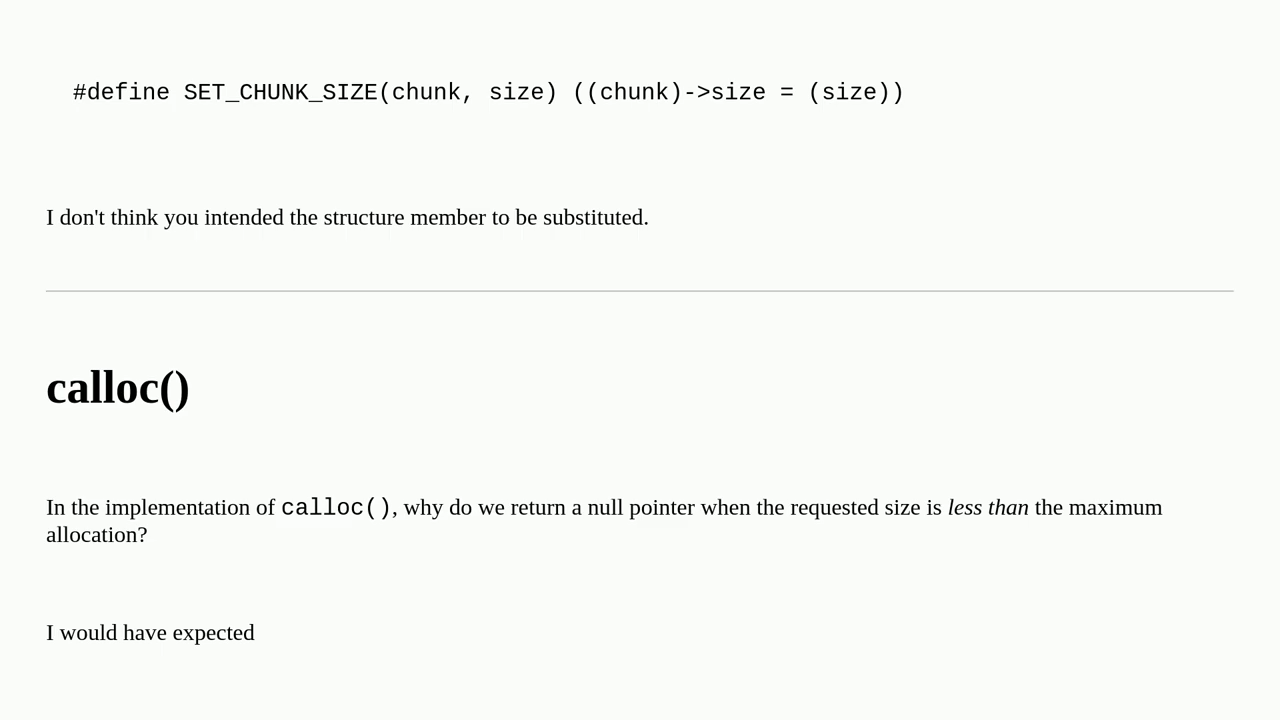 #define SET_CHUNK_SIZE(chunk, size) ((chunk)->size = (size))
I don't think you intended the structure member to be substituted.
calloc()
In the implementation of calloc(), why do we return a null pointer when the requested size is less than the maximum
allocation?
I would have expected